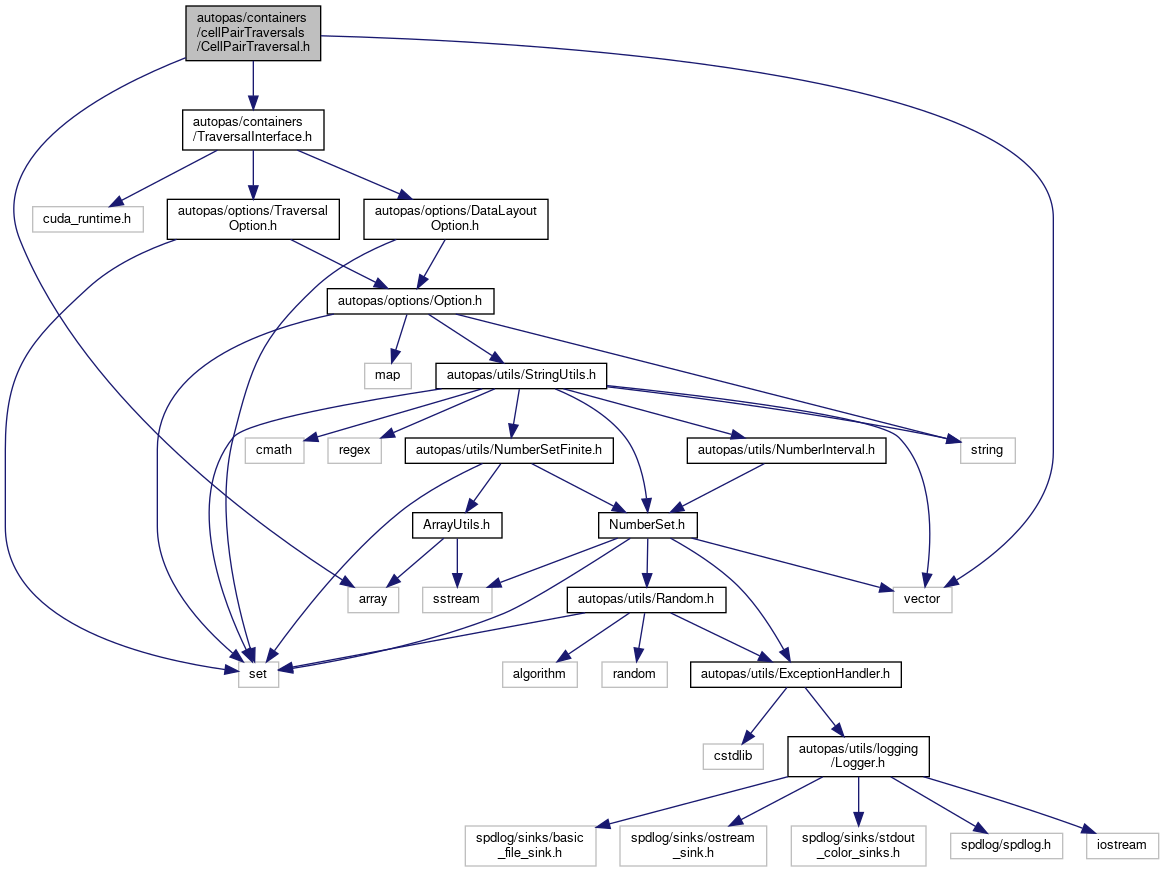 autopas/containers
/cellPairTraversals
/CellPairTraversal.h
autopas/containers
/TraversalInterface.h
cuda_runtime.h
autopas/options/Traversal
Option.h
autopas/options/DataLayout
Option.h
autopas/options/Option.h
map
autopas/utils/StringUtils.h
cmath
regex
autopas/utils/NumberSetFinite.h
autopas/utils/NumberInterval.h
string
ArrayUtils.h
NumberSet.h
array
sstream
autopas/utils/Random.h
vector
set
algorithm
random
autopas/utils/ExceptionHandler.h
cstdlib
autopas/utils/logging
/Logger.h
spdlog/sinks/basic
_file_sink.h
spdlog/sinks/ostream
_sink.h
spdlog/sinks/stdout
_color_sinks.h
spdlog/spdlog.h
iostream